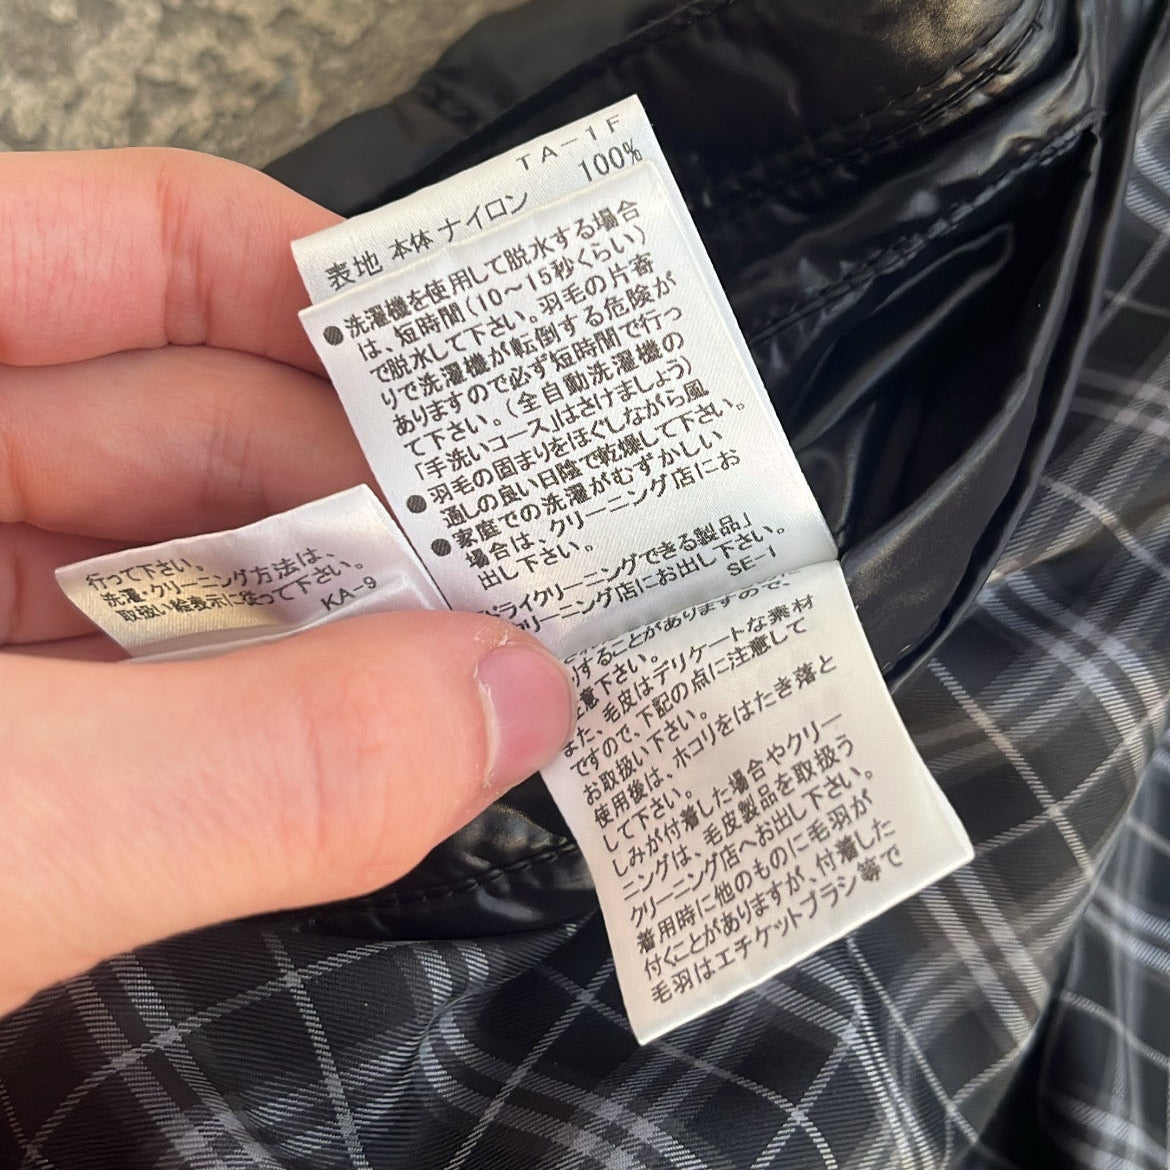 TA-1F
表地 本体 ナイロン 100%
●洗濯機を使用して脱水する場合
は、短時間(10〜15秒くらい)
で脱水して下さい。羽毛の片寄
りで洗濯機が転倒する危険が
ありますので必ず短時間で行っ
て下さい。(全自動洗濯機の
「手洗いコース」はさけましょう)
●羽毛の固まりをほぐしながら風
通しの良い日陰で乾燥して下さい。
●家庭での洗濯がむずかしい
場合は、クリーニング店にお
出し下さい。
ドライクリーニングできる製品」
リーニング店にお出し下さい。
SE-1
することがありますので、
下さい。
また、毛皮はデリケートな素材
ですので、下記の点に注意して
お取扱い下さい。
使用後は、ホコリをはたき落と
して下さい。
しみが付着した場合やクリー
ニングは、毛皮製品を取扱う
クリーニング店へお出し下さい。
着用時に他のものに毛羽が
付くことがありますが、付着した
毛羽はエチケットブラシ等で
行って下さい。
洗濯・クリーニング方法は、
取扱い絵表示に従って下さい。
KA-9